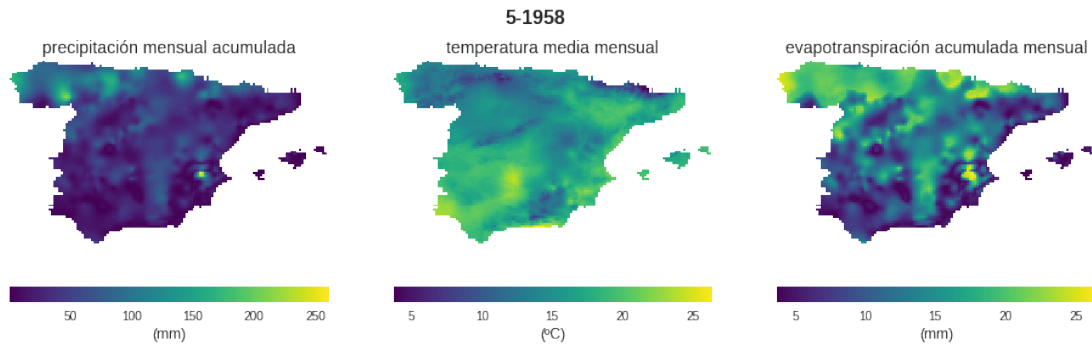 5-1958
precipitación mensual acumulada
temperatura media mensual
evapotranspiración acumulada mensual
50 100 150 200 250
(mm)
5 10 15 20 25
(ºC)
5 10 15 20 25
(mm)